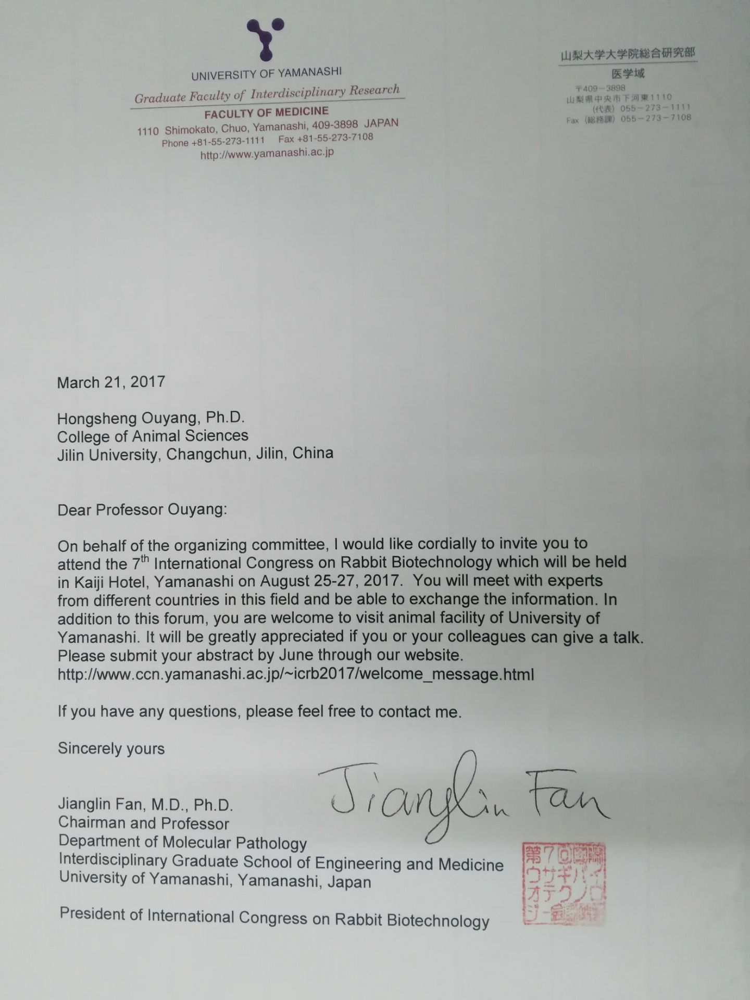 UNIVERSITY OF YAMANASHI
Graduate Faculty of Interdisciplinary Research
FACULTY OF MEDICINE
1110 Shimokato, Chuo, Yamanashi, 409-3898 JAPAN
Phone +81-55-273-1111 Fax +81-55-273-7108
http://www.yamanashi.ac.jp
山梨大学大学院総合研究部
医学域
〒409-3898
山梨県中央市下河東1110
(代表) 055-273-1111
Fax (総務課) 055-273-7108
March 21, 2017
Hongsheng Ouyang, Ph.D.
College of Animal Sciences
Jilin University, Changchun, Jilin, China
Dear Professor Ouyang:
On behalf of the organizing committee, I would like cordially to invite you to
attend the 7th International Congress on Rabbit Biotechnology which will be held
in Kaiji Hotel, Yamanashi on August 25-27, 2017. You will meet with experts
from different countries in this field and be able to exchange the information. In
addition to this forum, you are welcome to visit animal facility of University of
Yamanashi. It will be greatly appreciated if you or your colleagues can give a talk.
Please submit your abstract by June through our website.
http://www.ccn.yamanashi.ac.jp/~icrb2017/welcome_message.html
If you have any questions, please feel free to contact me.
Sincerely yours
Jianglin Fan
Jianglin Fan, M.D., Ph.D.
Chairman and Professor
Department of Molecular Pathology
Interdisciplinary Graduate School of Engineering and Medicine
University of Yamanashi, Yamanashi, Japan
President of International Congress on Rabbit Biotechnology
第7回国際
ウサギバイ
オテクノロ
ジー